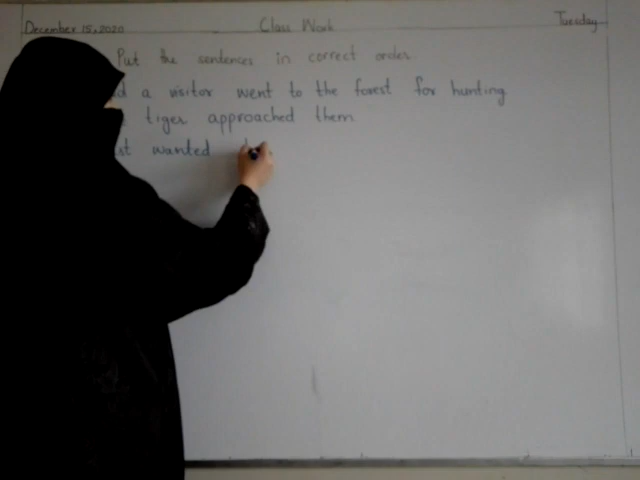 December 15, 2020 Class Work Tuesday
Put the sentences in correct order
a visitor went to the forest for hunting
tiger approached them
wanted